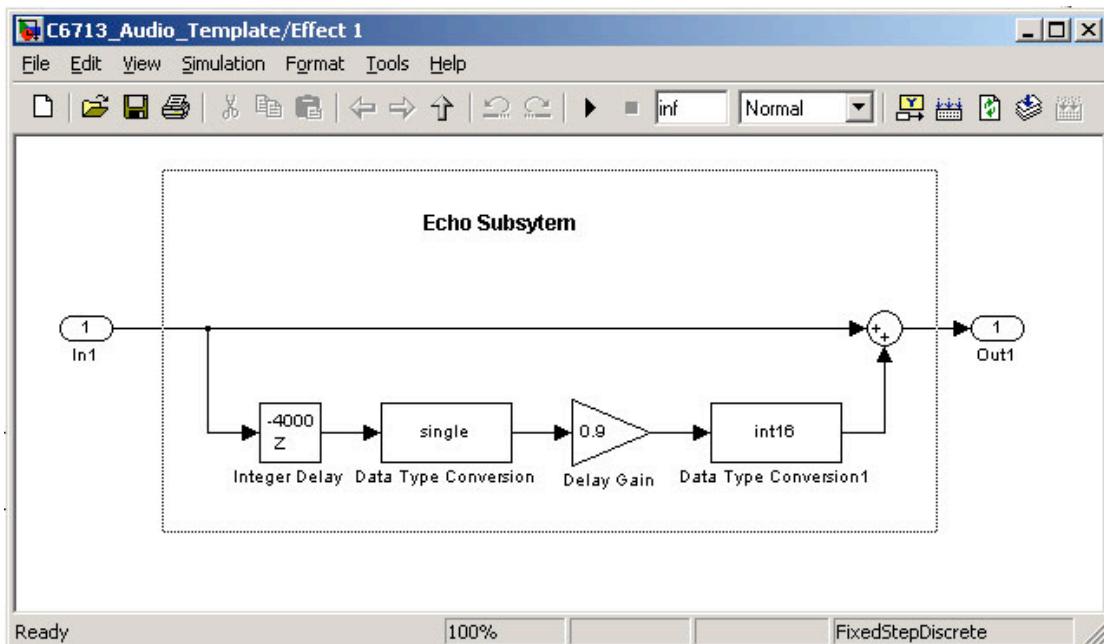 C6713_Audio_Template/Effect 1
File Edit View Simulation Format Tools Help
inf Normal
Echo Subsytem
1
In1
1
Out1
-4000
Z
single
0.9
int16
Integer Delay Data Type Conversion Delay Gain Data Type Conversion1
Ready 100% FixedStepDiscrete